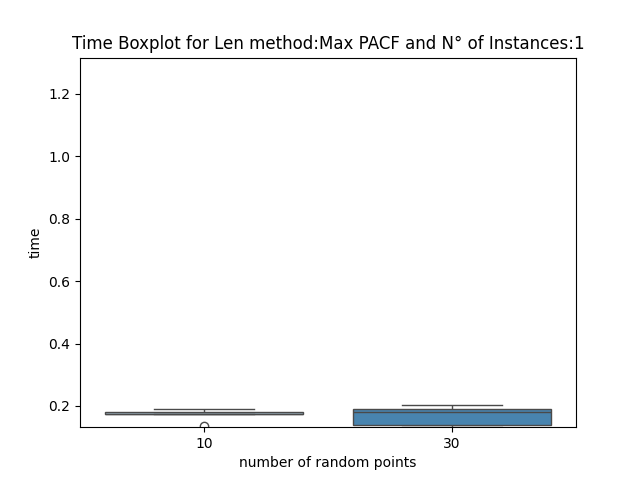 Time Boxplot for Len method:Max PACF and N° of Instances:1
1.2
1.0
0.8
0.6
0.4
0.2
time
10 30
number of random points